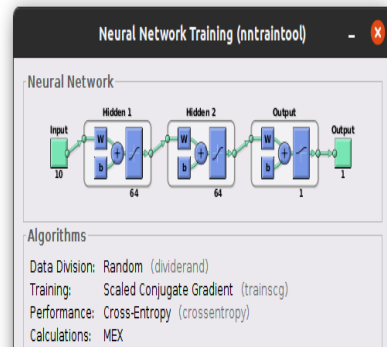 Neural Network Training (nntraintool)
Neural Network
Hidden 1 Hidden 2 Output
Input Output
W W W
b b b
+ + +
10 64 64 1 1
Algorithms
Data Division: Random (dividerand)
Training: Scaled Conjugate Gradient (trainscg)
Performance: Cross-Entropy (crossentropy)
Calculations: MEX